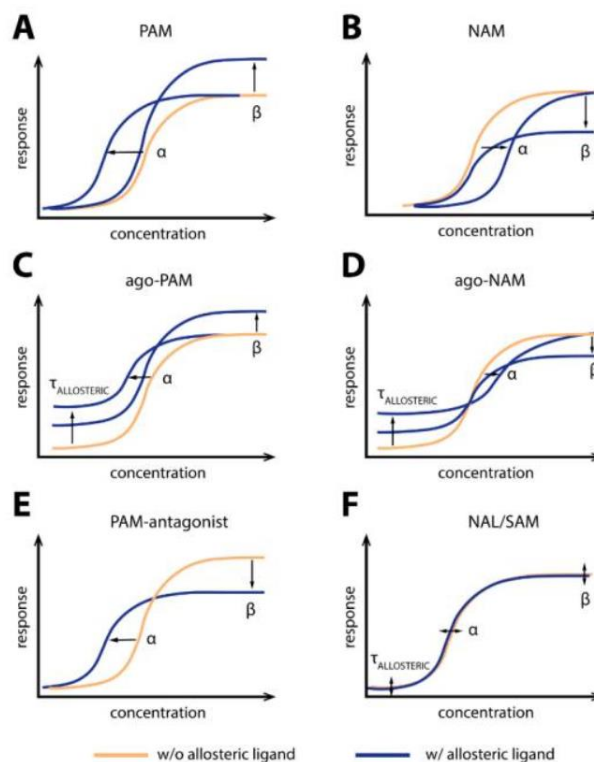 A
PAM
response
α
β
concentration
B
NAM
response
α
β
concentration
C
ago-PAM
response
τALLOSTERIC
α
β
concentration
D
ago-NAM
response
τALLOSTERIC
α
β
concentration
E
PAM-antagonist
response
α
β
concentration
F
NAL/SAM
response
τALLOSTERIC
α
β
concentration
w/o allosteric ligand
w/ allosteric ligand